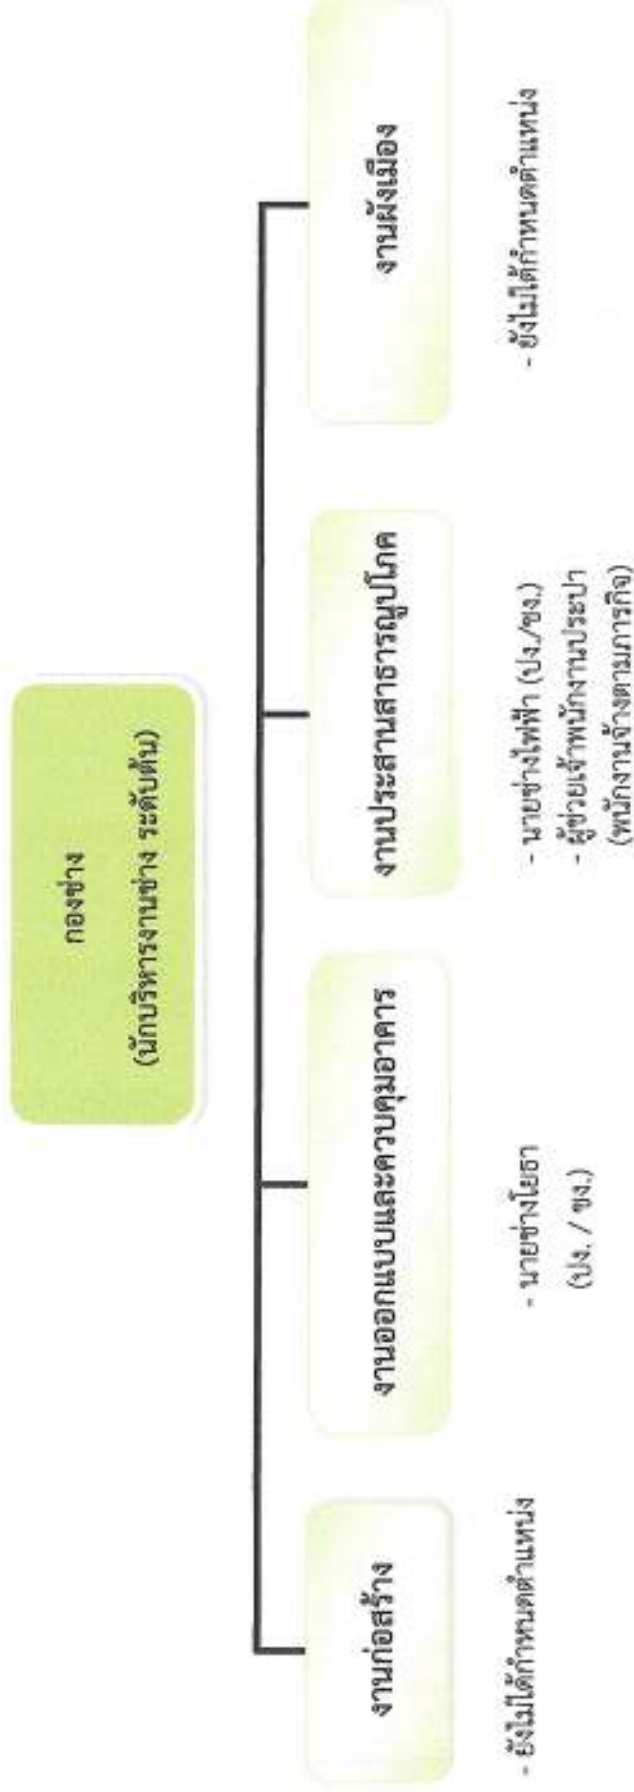 กองช่าง
(นักบริหารงานช่าง ระดับต้น)
งานก่อสร้าง
- ยังไม่ได้กำหนดตำแหน่ง
งานออกแบบและควบคุมอาคาร
- นายช่างโยธา
(ปง. / ชง.)
งานประสานสาธารณูปโภค
- นายช่างไฟฟ้า (ปง./ชง.)
- ผู้ช่วยเจ้าพนักงานประปา
(พนักงานจ้างตามภารกิจ)
งานผังเมือง
- ยังไม่ได้กำหนดตำแหน่ง